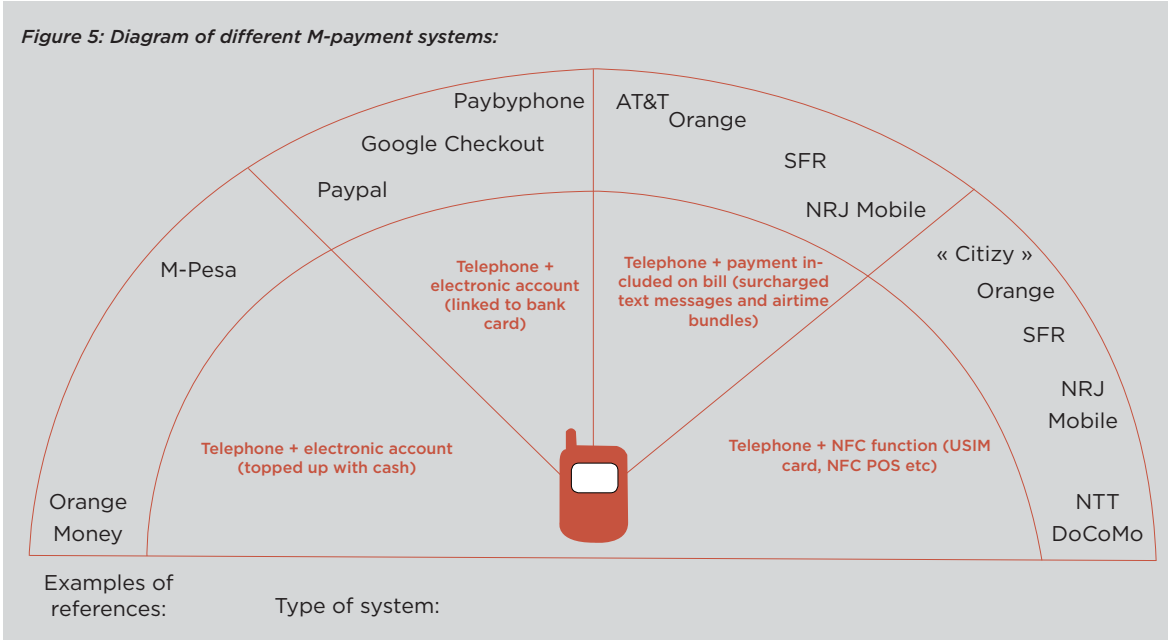 Figure 5: Diagram of different M-payment systems:
Paybyphone
Google Checkout
Paypal
AT&T
Orange
SFR
NRJ Mobile
M-Pesa
Orange
Money
« Citizy »
Orange
SFR
NRJ
Mobile
NTT
DoCoMo
Telephone +
electronic account
(linked to bank
card)
Telephone + payment in-
cluded on bill (surcharged
text messages and airtime
bundles)
Telephone + electronic account
(topped up with cash)
Telephone + NFC function (USIM
card, NFC POS etc)
Examples of
references:
Type of system: